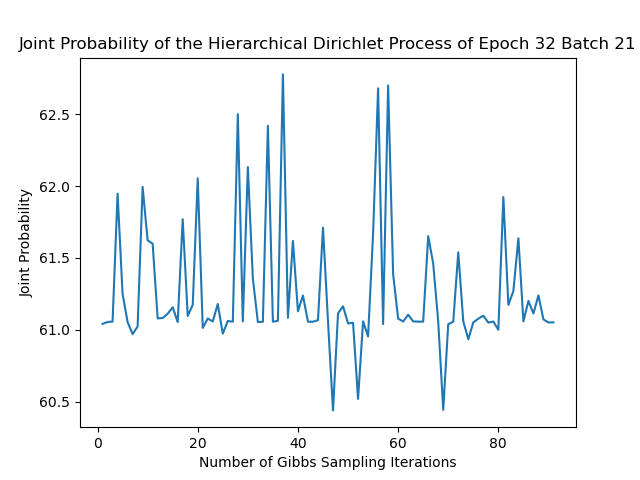 Joint Probability of the Hierarchical Dirichlet Process of Epoch 32 Batch 21
62.5
62.0
61.5
61.0
60.5
Joint Probability
0 20 40 60 80
Number of Gibbs Sampling Iterations